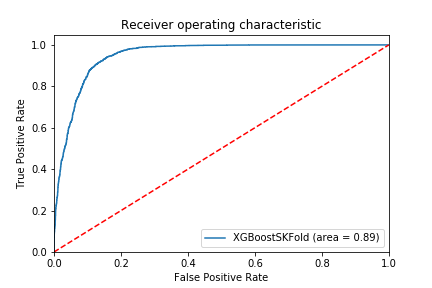 Receiver operating characteristic
True Positive Rate
1.0
0.8
0.6
0.4
0.2
0.0
XGBoostSKFold (area = 0.89)
0.0 0.2 0.4 0.6 0.8 1.0
False Positive Rate